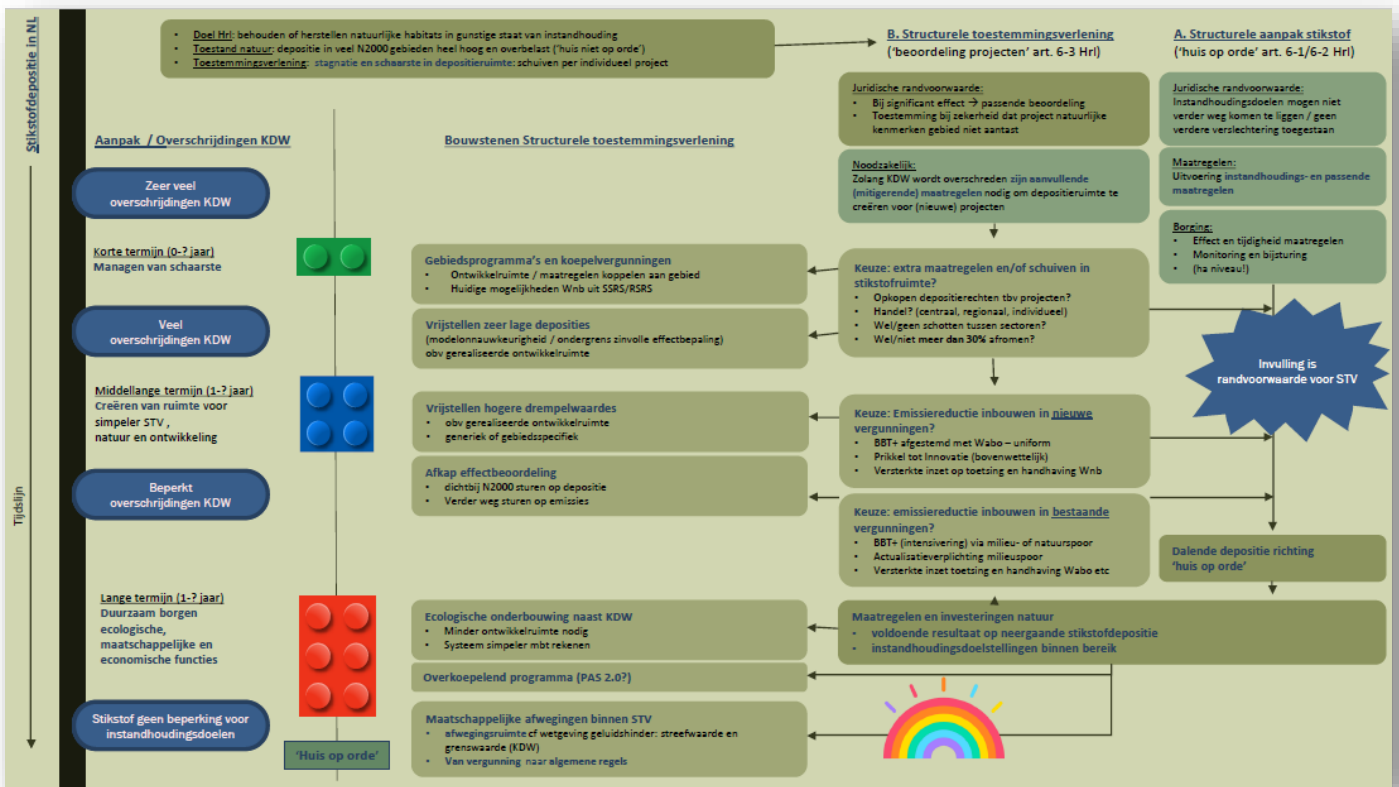 Stikstofdepositie in NL
Tijdslijn
• Doel Hrl: behouden of herstellen natuurlijke habitats in gunstige staat van instandhouding
• Toestand natuur: depositie in veel N2000 gebieden heel hoog en overbelast ('huis niet op orde')
• Toestemmingsverlening: stagnatie en schaarste in depositieruimte: schuiven per individueel project
Aanpak / Overschrijdingen KDW
Zeer veel
overschrijdingen KDW
Korte termijn (0-? jaar)
Managen van schaarste
Veel
overschrijdingen KDW
Middellange termijn (1-? jaar)
Creëren van ruimte voor
simpeler STV ,
natuur en ontwikkeling
Beperkt
overschrijdingen KDW
Lange termijn (1-? jaar)
Duurzaam borgen
ecologische,
maatschappelijke en
economische functies
Stikstof geen beperking voor
instandhoudingsdoelen
'Huis op orde'
Bouwstenen Structurele toestemmingsverlening
Gebiedsprogramma's en koepelvergunningen
• Ontwikkelruimte / maatregelen koppelen aan gebied
• Huidige mogelijkheden Wnb uit SSRS/RSRS
Vrijstellen zeer lage deposities
(modelonnauwkeurigheid / ondergrens zinvolle effectbepaling)
obv gerealiseerde ontwikkelruimte
Vrijstellen hogere drempelwaardes
• obv gerealiseerde ontwikkelruimte
• generiek of gebiedsspecifiek
Afkap effectbeoordeling
• dichtbij N2000 sturen op depositie
• Verder weg sturen op emissies
Ecologische onderbouwing naast KDW
• Minder ontwikkelruimte nodig
• Systeem simpeler mbt rekenen
Overkoepelend programma (PAS 2.0?)
Maatschappelijke afwegingen binnen STV
• afwegingsruimte cf wetgeving geluidshinder: streefwaarde en
grenswaarde (KDW)
• Van vergunning naar algemene regels
B. Structurele toestemmingsverlening
('beoordeling projecten' art. 6-3 Hrl)
Juridische randvoorwaarde:
• Bij significant effect → passende beoordeling
• Toestemming bij zekerheid dat project natuurlijke
kenmerken gebied niet aantast
Noodzakelijk:
Zolang KDW wordt overschreden zijn aanvullende
(mitigerende) maatregelen nodig om depositieruimte te
creëren voor (nieuwe) projecten
Keuze: extra maatregelen en/of schuiven in
stikstofruimte?
• Opkopen depositierechten tbv projecten?
• Handel? (centraal, regionaal, individueel)
• Wel/geen schotten tussen sectoren?
• Wel/niet meer dan 30% afromen?
Keuze: Emissiereductie inbouwen in nieuwe
vergunningen?
• BBT+ afgestemd met Wabo – uniform
• Prikkel tot Innovatie (bovenwettelijk)
• Versterkte inzet op toetsing en handhaving Wnb
Keuze: emissiereductie inbouwen in bestaande
vergunningen?
• BBT+ (intensivering) via milieu- of natuurspoor
• Actualisatieverplichting milieuspoor
• Versterkte inzet toetsing en handhaving Wabo etc
Maatregelen en investeringen natuur
• voldoende resultaat op neergaande stikstofdepositie
• instandhoudingsdoelstellingen binnen bereik
A. Structurele aanpak stikstof
('huis op orde' art. 6-1/6-2 Hrl)
Juridische randvoorwaarde:
Instandhoudingsdoelen mogen niet
verder weg komen te liggen / geen
verdere verslechtering toegestaan
Maatregelen:
Uitvoering instandhoudings- en passende
maatregelen
Borging:
• Effect en tijdigheid maatregelen
• Monitoring en bijsturing
• (ha niveau!)
Invulling is
randvoorwaarde voor STV
Dalende depositie richting
'huis op orde'